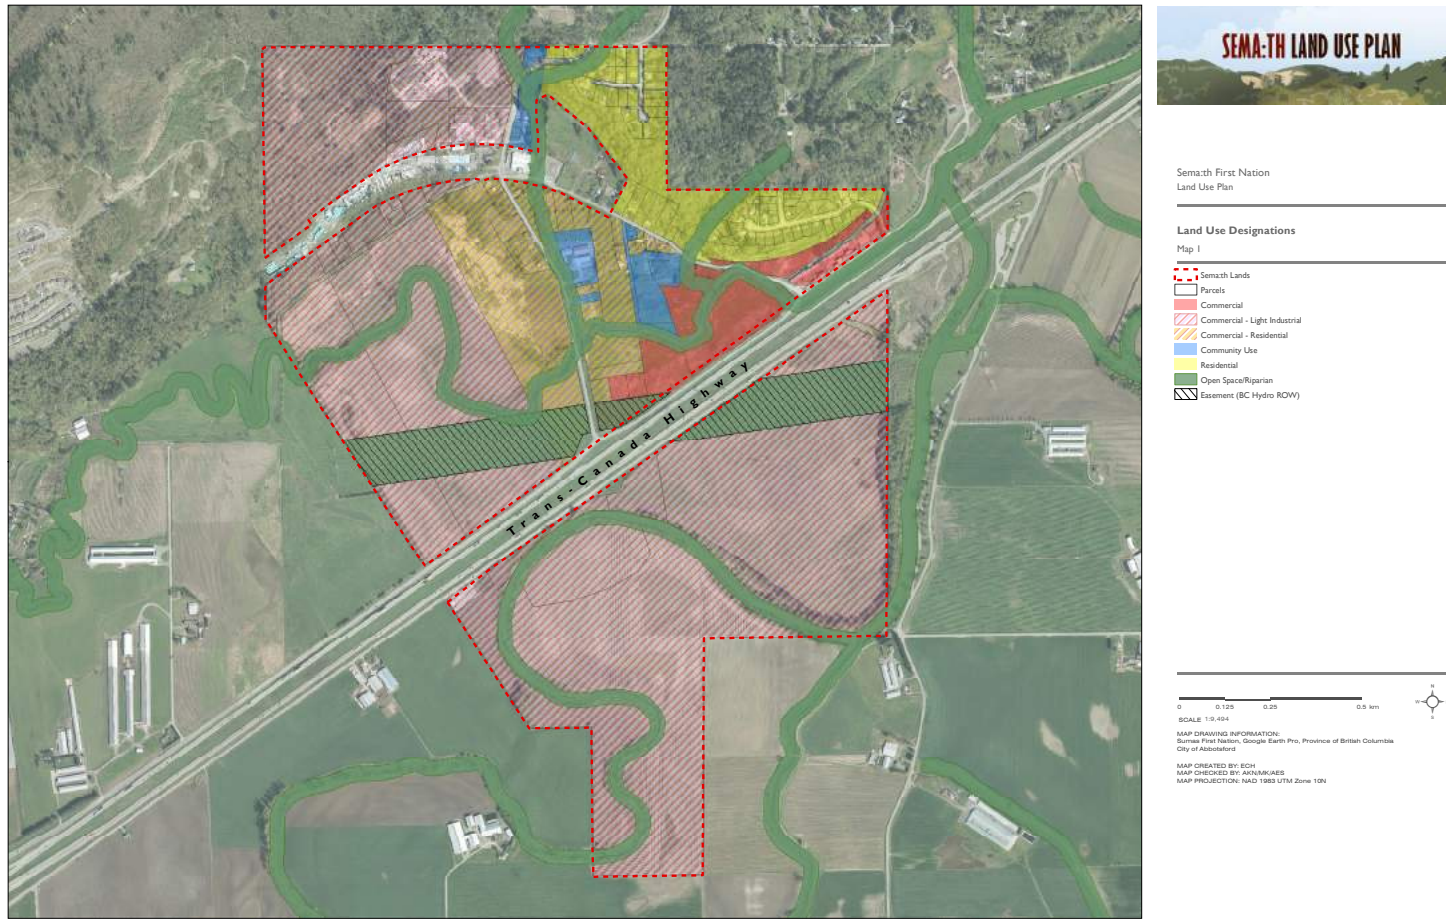 SEMA:TH LAND USE PLAN
Sema:th First Nation
Land Use Plan
Land Use Designations
Map 1
Sema:th Lands
Parcels
Commercial
Commercial - Light Industrial
Commercial - Residential
Community Use
Residential
Open Space/Riparian
Easement (BC Hydro ROW)
Trans-Canada Highway
N
W
S
0 0.125 0.25 0.5 km
SCALE 1:9,494
MAP DRAWING INFORMATION:
Sumas First Nation, Google Earth Pro, Province of British Columbia
City of Abbotsford
MAP CREATED BY: ECH
MAP CHECKED BY: AKN/MK/AES
MAP PROJECTION: NAD 1983 UTM Zone 10N